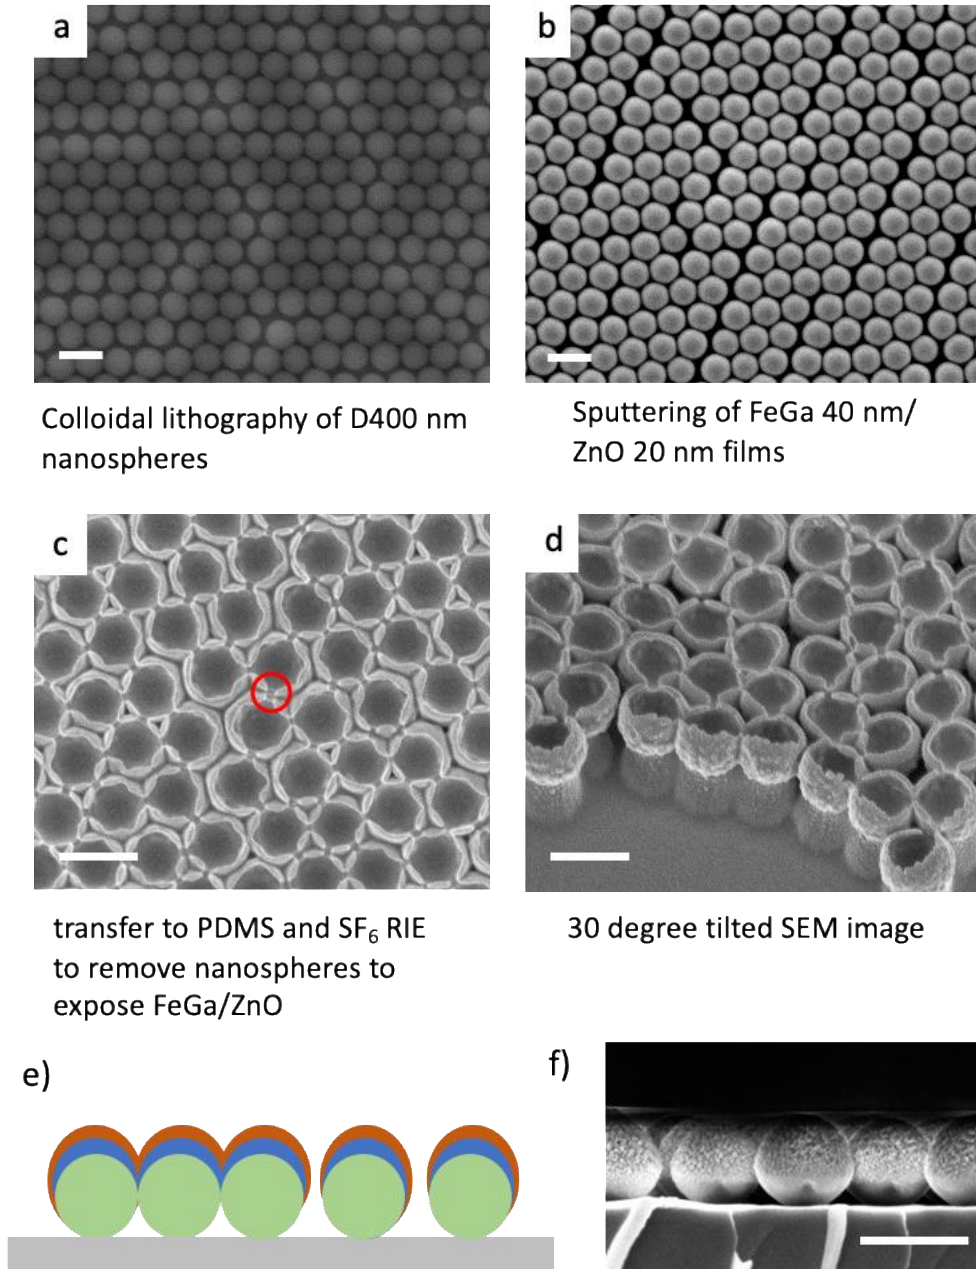 a
b
Colloidal lithography of D400 nm
nanospheres
Sputtering of FeGa 40 nm/
ZnO 20 nm films
c
d
transfer to PDMS and SF₆ RIE
to remove nanospheres to
expose FeGa/ZnO
30 degree tilted SEM image
e)
f)